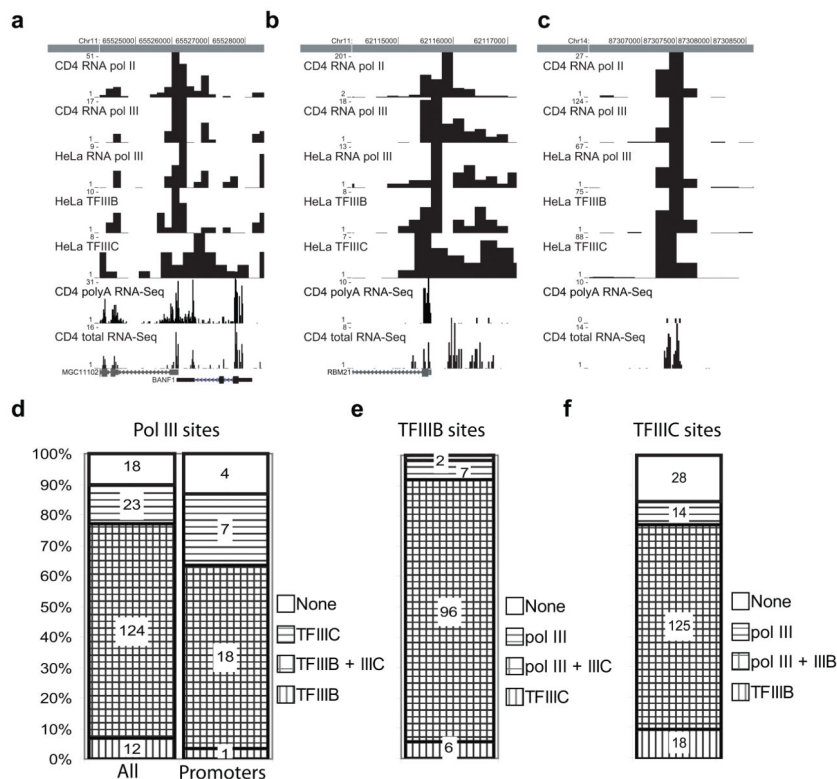 a
Chr11: 65525000 65526000 65527000 65528000
51
CD4 RNA pol II
1
17
CD4 RNA pol III
1
9
HeLa RNA pol III
1
10
HeLa TFIIIB
1
8
HeLa TFIIIC
1
31
CD4 polyA RNA-Seq
1
16
CD4 total RNA-Seq
1
MGC11102
BANF1
b
Chr11: 62115000 62116000 62117000
201
CD4 RNA pol II
2
18
CD4 RNA pol III
1
13
HeLa RNA pol III
1
8
HeLa TFIIIB
1
7
HeLa TFIIIC
1
10
CD4 polyA RNA-Seq
1
8
CD4 total RNA-Seq
1
RBM21
c
Chr14: 87307000 87307500 87308000 87308500
27
CD4 RNA pol II
1
124
CD4 RNA pol III
1
67
HeLa RNA pol III
1
75
HeLa TFIIIB
1
88
HeLa TFIIIC
1
10
CD4 polyA RNA-Seq
0
14
CD4 total RNA-Seq
1
d
Pol III sites
100%
90%
80%
70%
60%
50%
40%
30%
20%
10%
0%
18
23
124
12
4
7
18
1
All Promoters
None
TFIIIC
TFIIIB + IIIC
TFIIIB
e
TFIIIB sites
2
7
96
6
None
pol III
pol III + IIIC
TFIIIC
f
TFIIIC sites
28
14
125
18
None
pol III
pol III + IIIB
TFIIIB